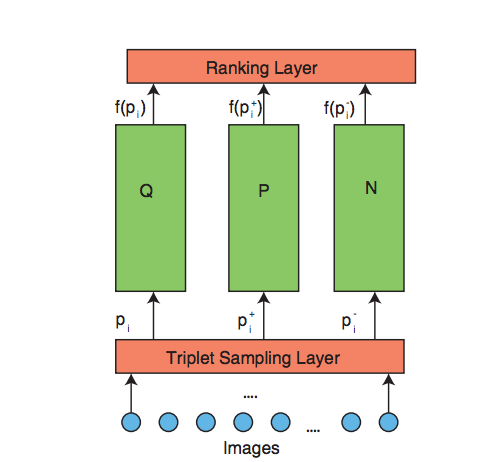 Ranking Layer
f(pᵢ) f(pᵢ⁺) f(pᵢ⁻)
Q P N
pᵢ pᵢ⁺ pᵢ⁻
Triplet Sampling Layer
....
....
Images